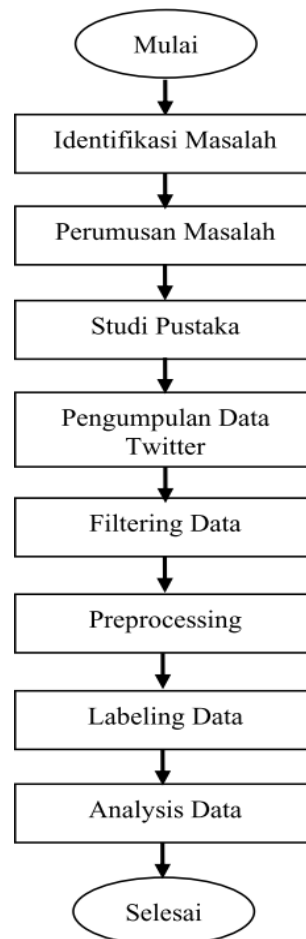 Mulai
Identifikasi Masalah
Perumusan Masalah
Studi Pustaka
Pengumpulan Data
Twitter
Filtering Data
Preprocessing
Labeling Data
Analysis Data
Selesai